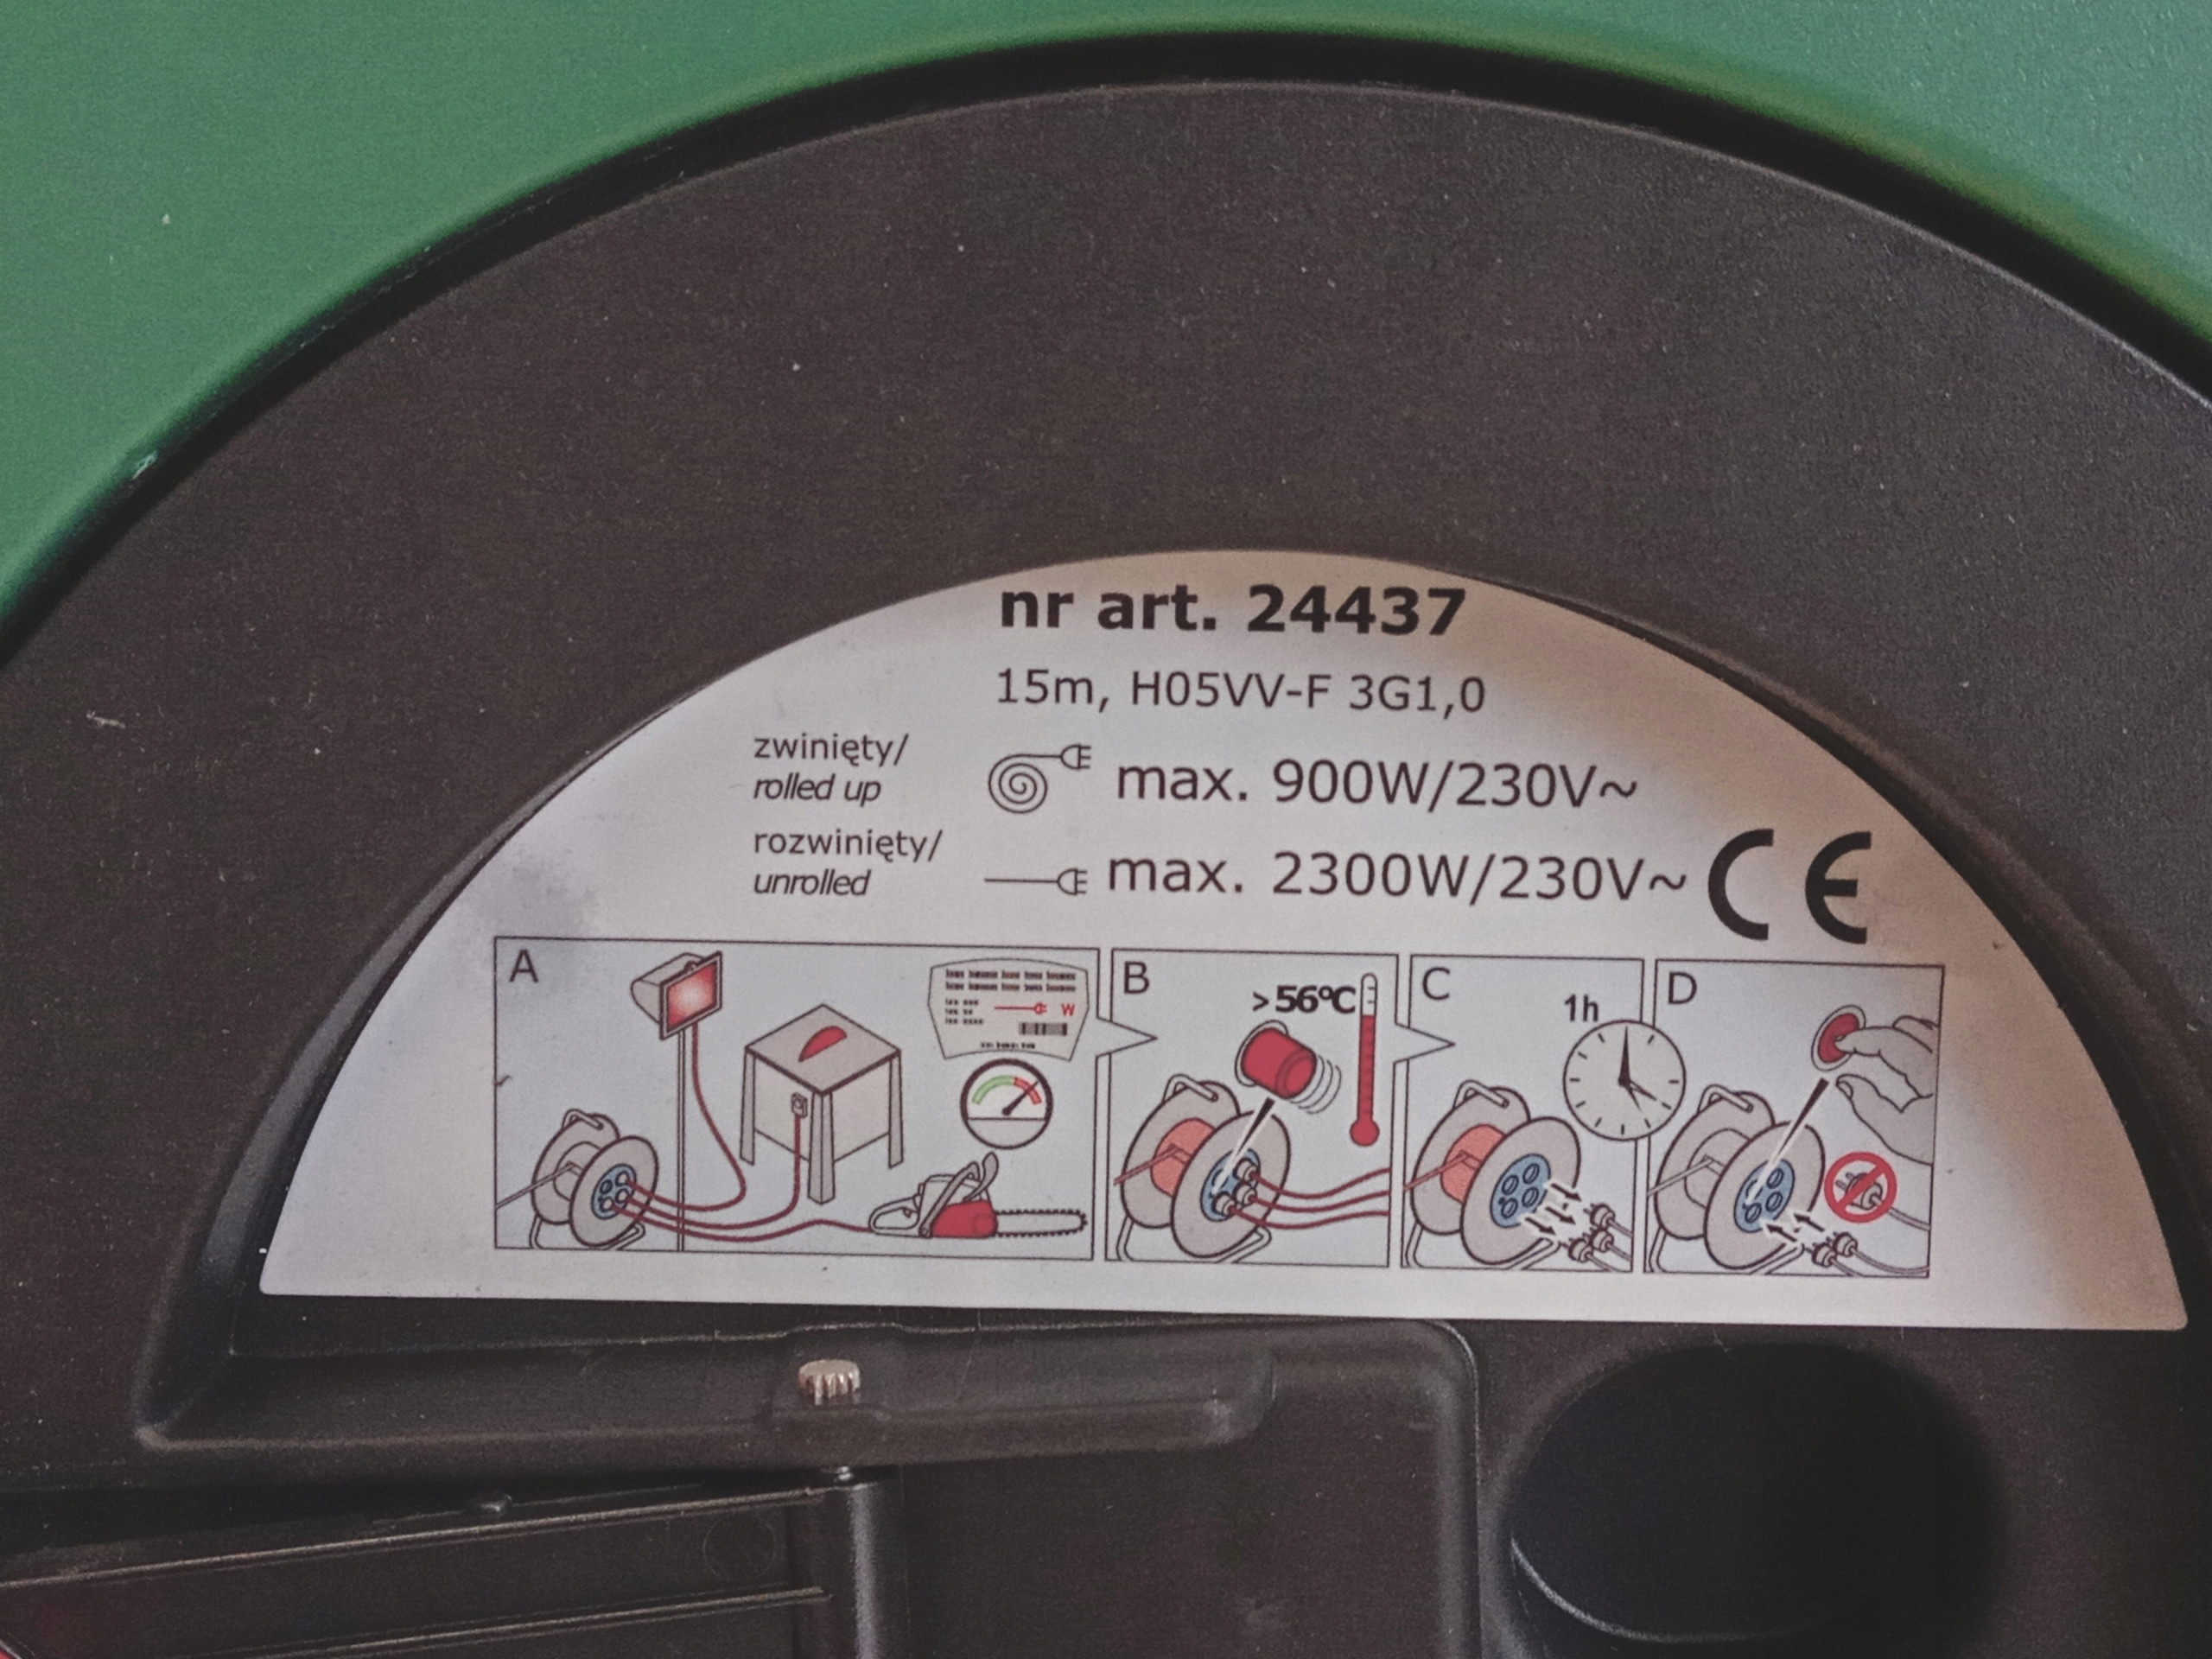 nr art. 24437
15m, H05VV-F 3G1,0
zwinięty/
rolled up
max. 900W/230V~
rozwinięty/
unrolled
max. 2300W/230V~ CE
A
W
B
>56°C
C
1h
D